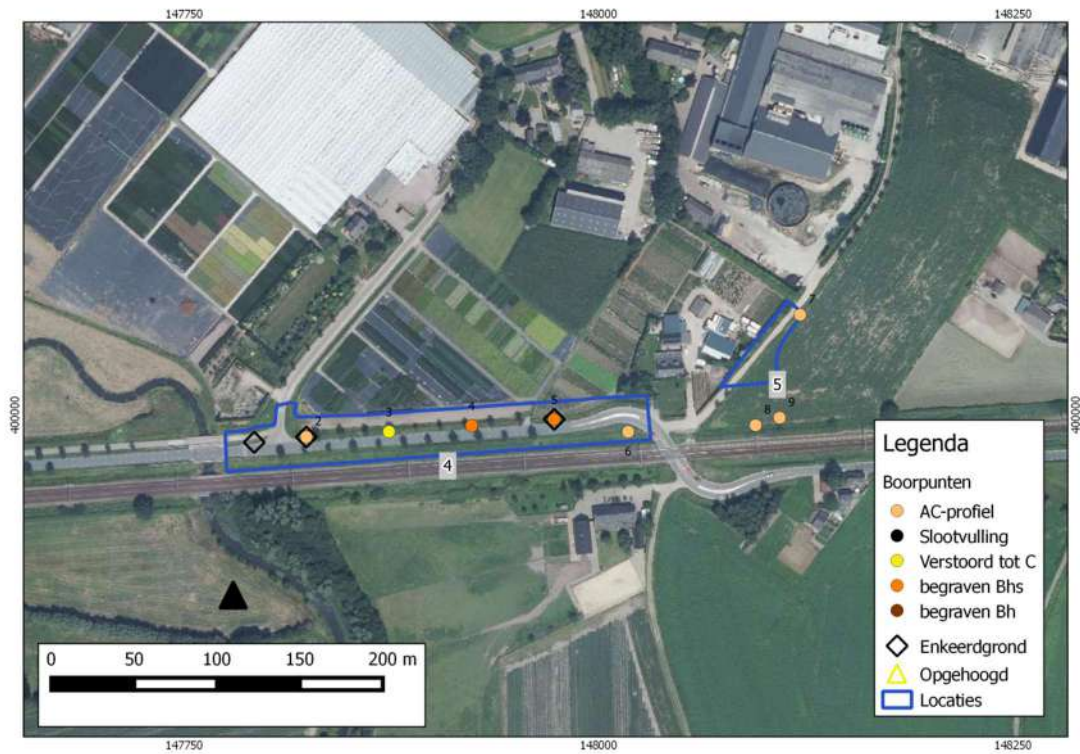 147750 148000 148250
400000
400000
7
5
9
8
5
4
3
2
6
4
Legenda
Boorpunten
AC-profiel
Slootvulling
Verstoord tot C
begraven Bhs
begraven Bh
Enkeerdgrond
Opgehoogd
Locaties
0 50 100 150 200 m
147750 148000 148250